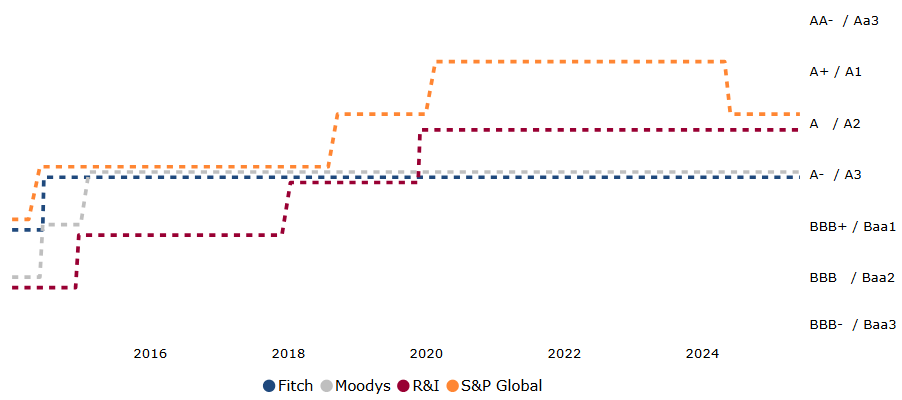 AA- / Aa3
A+ / A1
A / A2
A- / A3
BBB+ / Baa1
BBB / Baa2
BBB- / Baa3
2016 2018 2020 2022 2024
Fitch Moodys R&I S&P Global